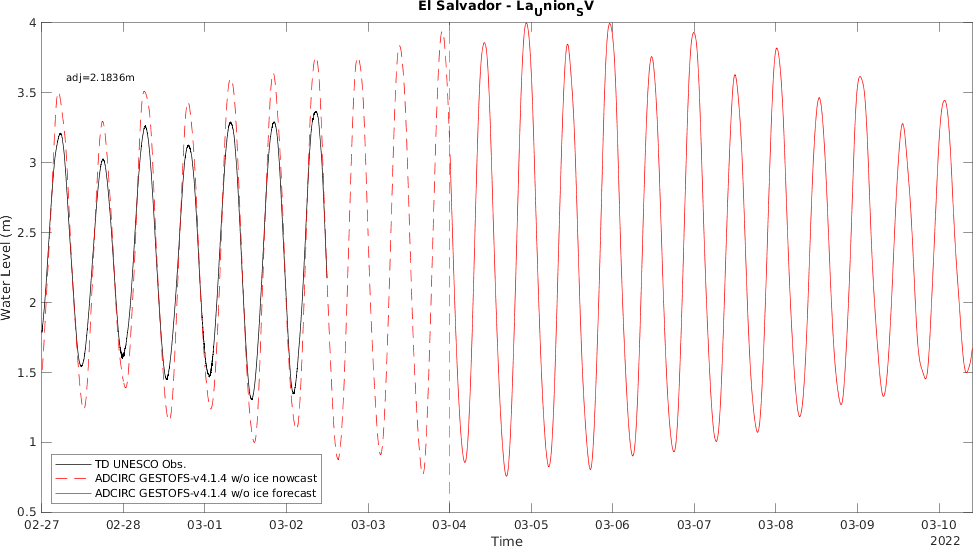 El Salvador - LaUnionSV
adj=2.1836m
4
3.5
3
2.5
2
1.5
1
0.5
Water Level (m)
TD UNESCO Obs.
ADCIRC GESTOFS-v4.1.4 w/o ice nowcast
ADCIRC GESTOFS-v4.1.4 w/o ice forecast
02-27 02-28 03-01 03-02 03-03 03-04 03-05 03-06 03-07 03-08 03-09 03-10
Time
2022